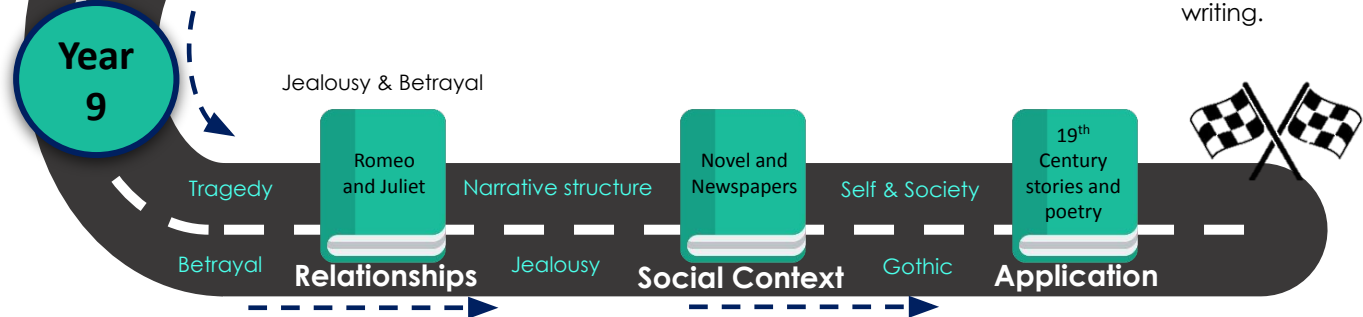 writing.
Year
9
Jealousy & Betrayal
Romeo
and Juliet
Novel and
Newspapers
19th
Century
stories and
poetry
Tragedy
Narrative structure
Self & Society
Betrayal
Relationships
Jealousy
Social Context
Gothic
Application